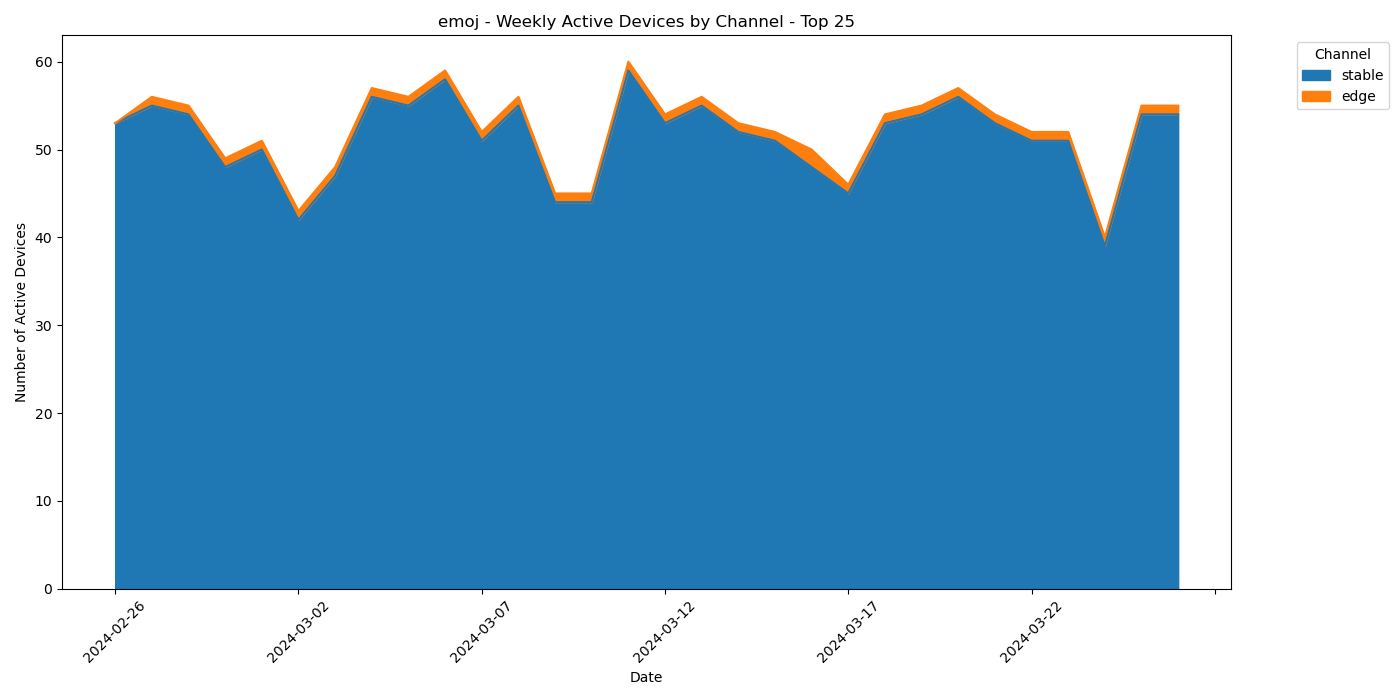 emoj - Weekly Active Devices by Channel - Top 25
Channel
stable
edge
60
50
40
30
20
10
0
Number of Active Devices
2024-02-26
2024-03-02
2024-03-07
2024-03-12
2024-03-17
2024-03-22
Date